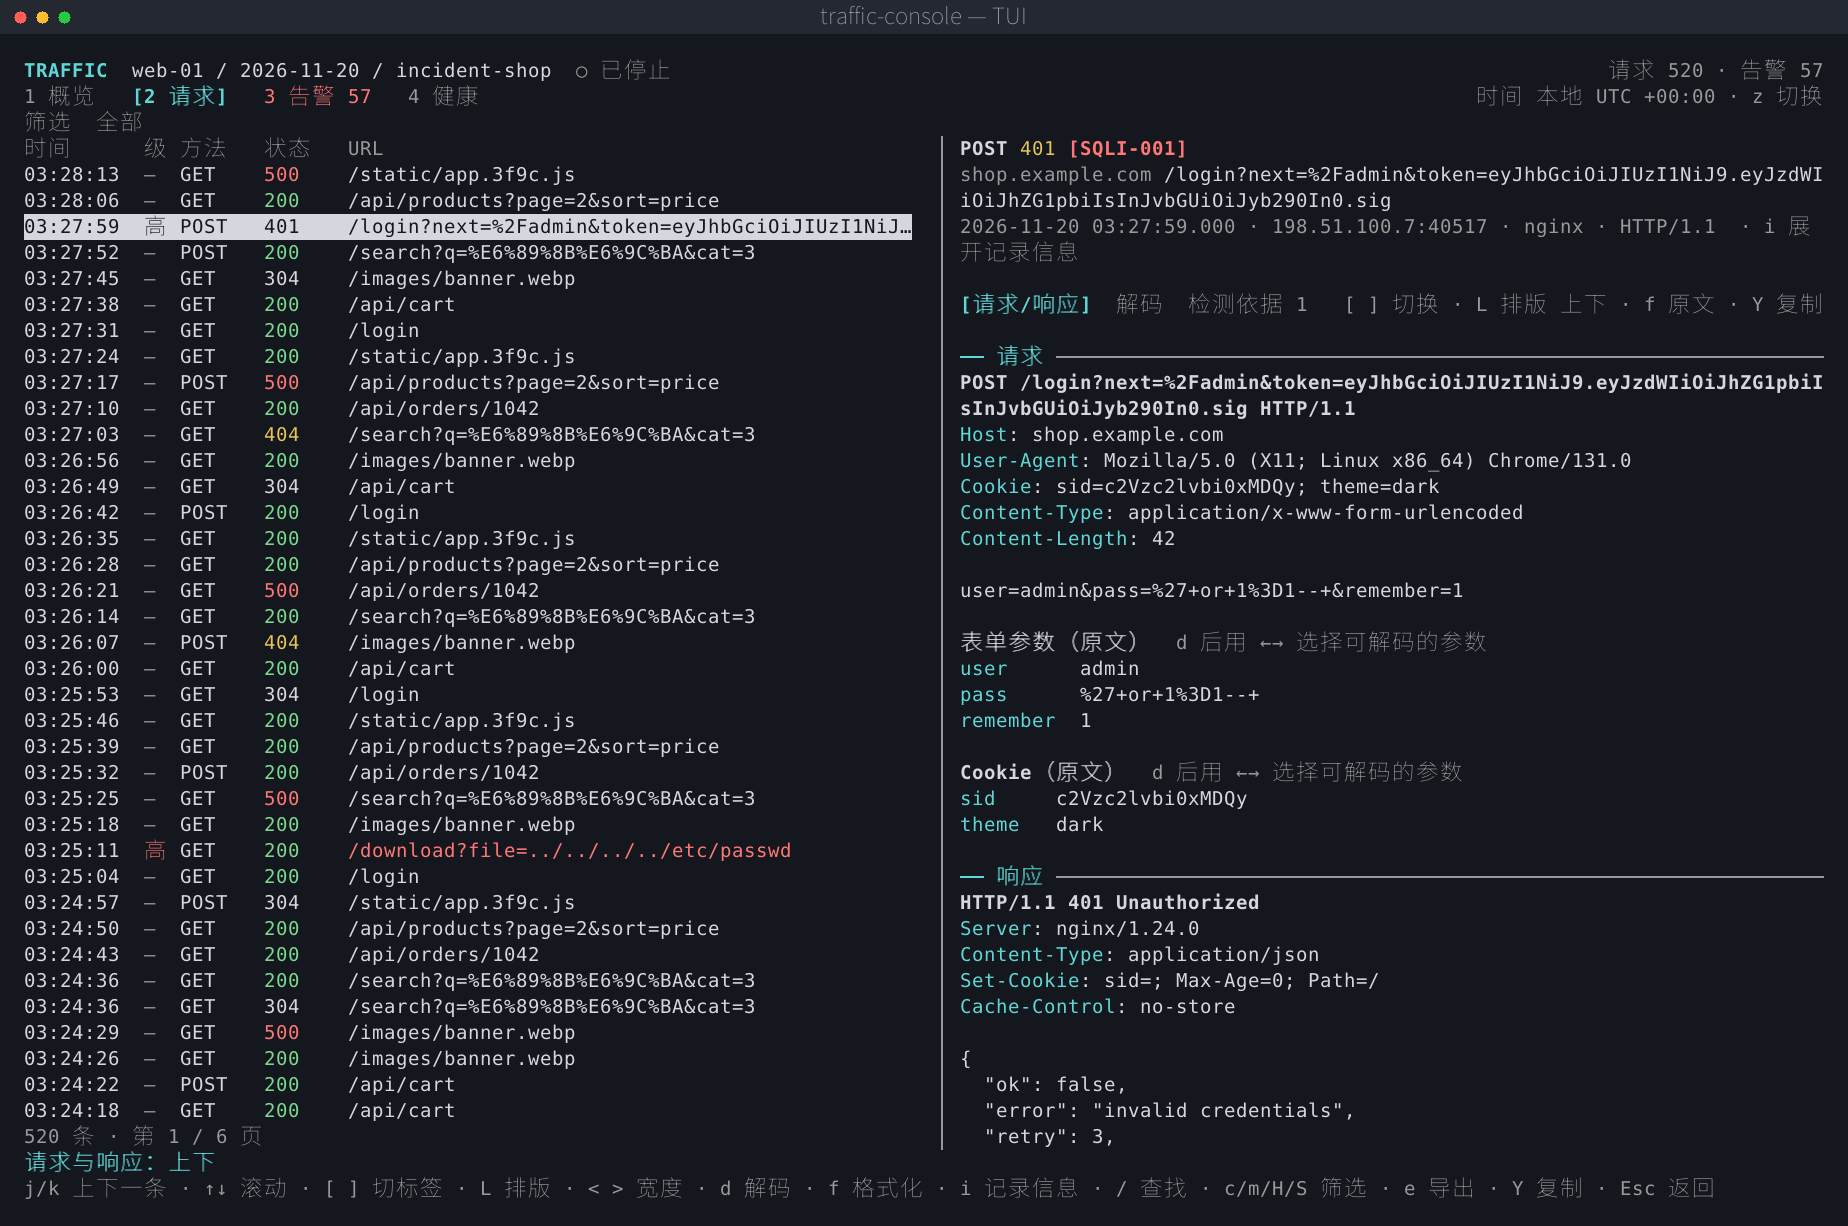 traffic-console — TUI
TRAFFIC  web-01 / 2026-11-20 / incident-shop  ○ 已停止
请求 520 · 告警 57
1 概览  [2 请求]  3 告警 57  4 健康
时间 本地 UTC +00:00 · z 切换
筛选  全部
时间  级 方法  状态  URL
03:28:13  —  GET  500  /static/app.3f9c.js
03:28:06  —  GET  200  /api/products?page=2&sort=price
03:27:59  高 POST  401  /login?next=%2Fadmin&token=eyJhbGciOiJIUzI1NiJ…
03:27:52  —  POST  200  /search?q=%E6%89%8B%E6%9C%BA&cat=3
03:27:45  —  GET  304  /images/banner.webp
03:27:38  —  GET  200  /api/cart
03:27:31  —  GET  200  /login
03:27:24  —  GET  200  /static/app.3f9c.js
03:27:17  —  POST  500  /api/products?page=2&sort=price
03:27:10  —  GET  200  /api/orders/1042
03:27:03  —  GET  404  /search?q=%E6%89%8B%E6%9C%BA&cat=3
03:26:56  —  GET  200  /images/banner.webp
03:26:49  —  GET  304  /api/cart
03:26:42  —  POST  200  /login
03:26:35  —  GET  200  /static/app.3f9c.js
03:26:28  —  GET  200  /api/products?page=2&sort=price
03:26:21  —  GET  500  /api/orders/1042
03:26:14  —  GET  200  /search?q=%E6%89%8B%E6%9C%BA&cat=3
03:26:07  —  POST  404  /images/banner.webp
03:26:00  —  GET  200  /api/cart
03:25:53  —  GET  304  /login
03:25:46  —  GET  200  /static/app.3f9c.js
03:25:39  —  GET  200  /api/products?page=2&sort=price
03:25:32  —  POST  200  /api/orders/1042
03:25:25  —  GET  500  /search?q=%E6%89%8B%E6%9C%BA&cat=3
03:25:18  —  GET  200  /images/banner.webp
03:25:11  高 GET  200  /download?file=../../../../etc/passwd
03:25:04  —  GET  200  /login
03:24:57  —  POST  304  /static/app.3f9c.js
03:24:50  —  GET  200  /api/products?page=2&sort=price
03:24:43  —  GET  200  /api/orders/1042
03:24:36  —  GET  200  /search?q=%E6%89%8B%E6%9C%BA&cat=3
03:24:36  —  GET  304  /search?q=%E6%89%8B%E6%9C%BA&cat=3
03:24:29  —  GET  500  /images/banner.webp
03:24:26  —  GET  200  /images/banner.webp
03:24:22  —  POST  200  /api/cart
03:24:18  —  GET  200  /api/cart
520 条 · 第 1 / 6 页
POST 401 [SQLI-001]
shop.example.com /login?next=%2Fadmin&token=eyJhbGciOiJIUzI1NiJ9.eyJzdWI
iOiJhZG1pbiIsInJvbGUiOiJyb290In0.sig
2026-11-20 03:27:59.000 · 198.51.100.7:40517 · nginx · HTTP/1.1  · i 展
开记录信息
[请求/响应]  解码  检测依据 1   [ ] 切换 · L 排版 上下 · f 原文 · Y 复制
── 请求 ──
POST /login?next=%2Fadmin&token=eyJhbGciOiJIUzI1NiJ9.eyJzdWIiOiJhZG1pbiI
sInJvbGUiOiJyb290In0.sig HTTP/1.1
Host: shop.example.com
User-Agent: Mozilla/5.0 (X11; Linux x86_64) Chrome/131.0
Cookie: sid=c2Vzc2lvbi0xMDQy; theme=dark
Content-Type: application/x-www-form-urlencoded
Content-Length: 42
user=admin&pass=%27+or+1%3D1--+&remember=1
表单参数（原文）  d 后用 ←→ 选择可解码的参数
user      admin
pass      %27+or+1%3D1--+
remember  1
Cookie（原文）  d 后用 ←→ 选择可解码的参数
sid     c2Vzc2lvbi0xMDQy
theme   dark
── 响应 ──
HTTP/1.1 401 Unauthorized
Server: nginx/1.24.0
Content-Type: application/json
Set-Cookie: sid=; Max-Age=0; Path=/
Cache-Control: no-store
{
  "ok": false,
  "error": "invalid credentials",
  "retry": 3,
请求与响应: 上下
j/k 上下一条 · ↑↓ 滚动 · [ ] 切标签 · L 排版 · < > 宽度 · d 解码 · f 格式化 · i 记录信息 · / 查找 · c/m/H/S 筛选 · e 导出 · Y 复制 · Esc 返回